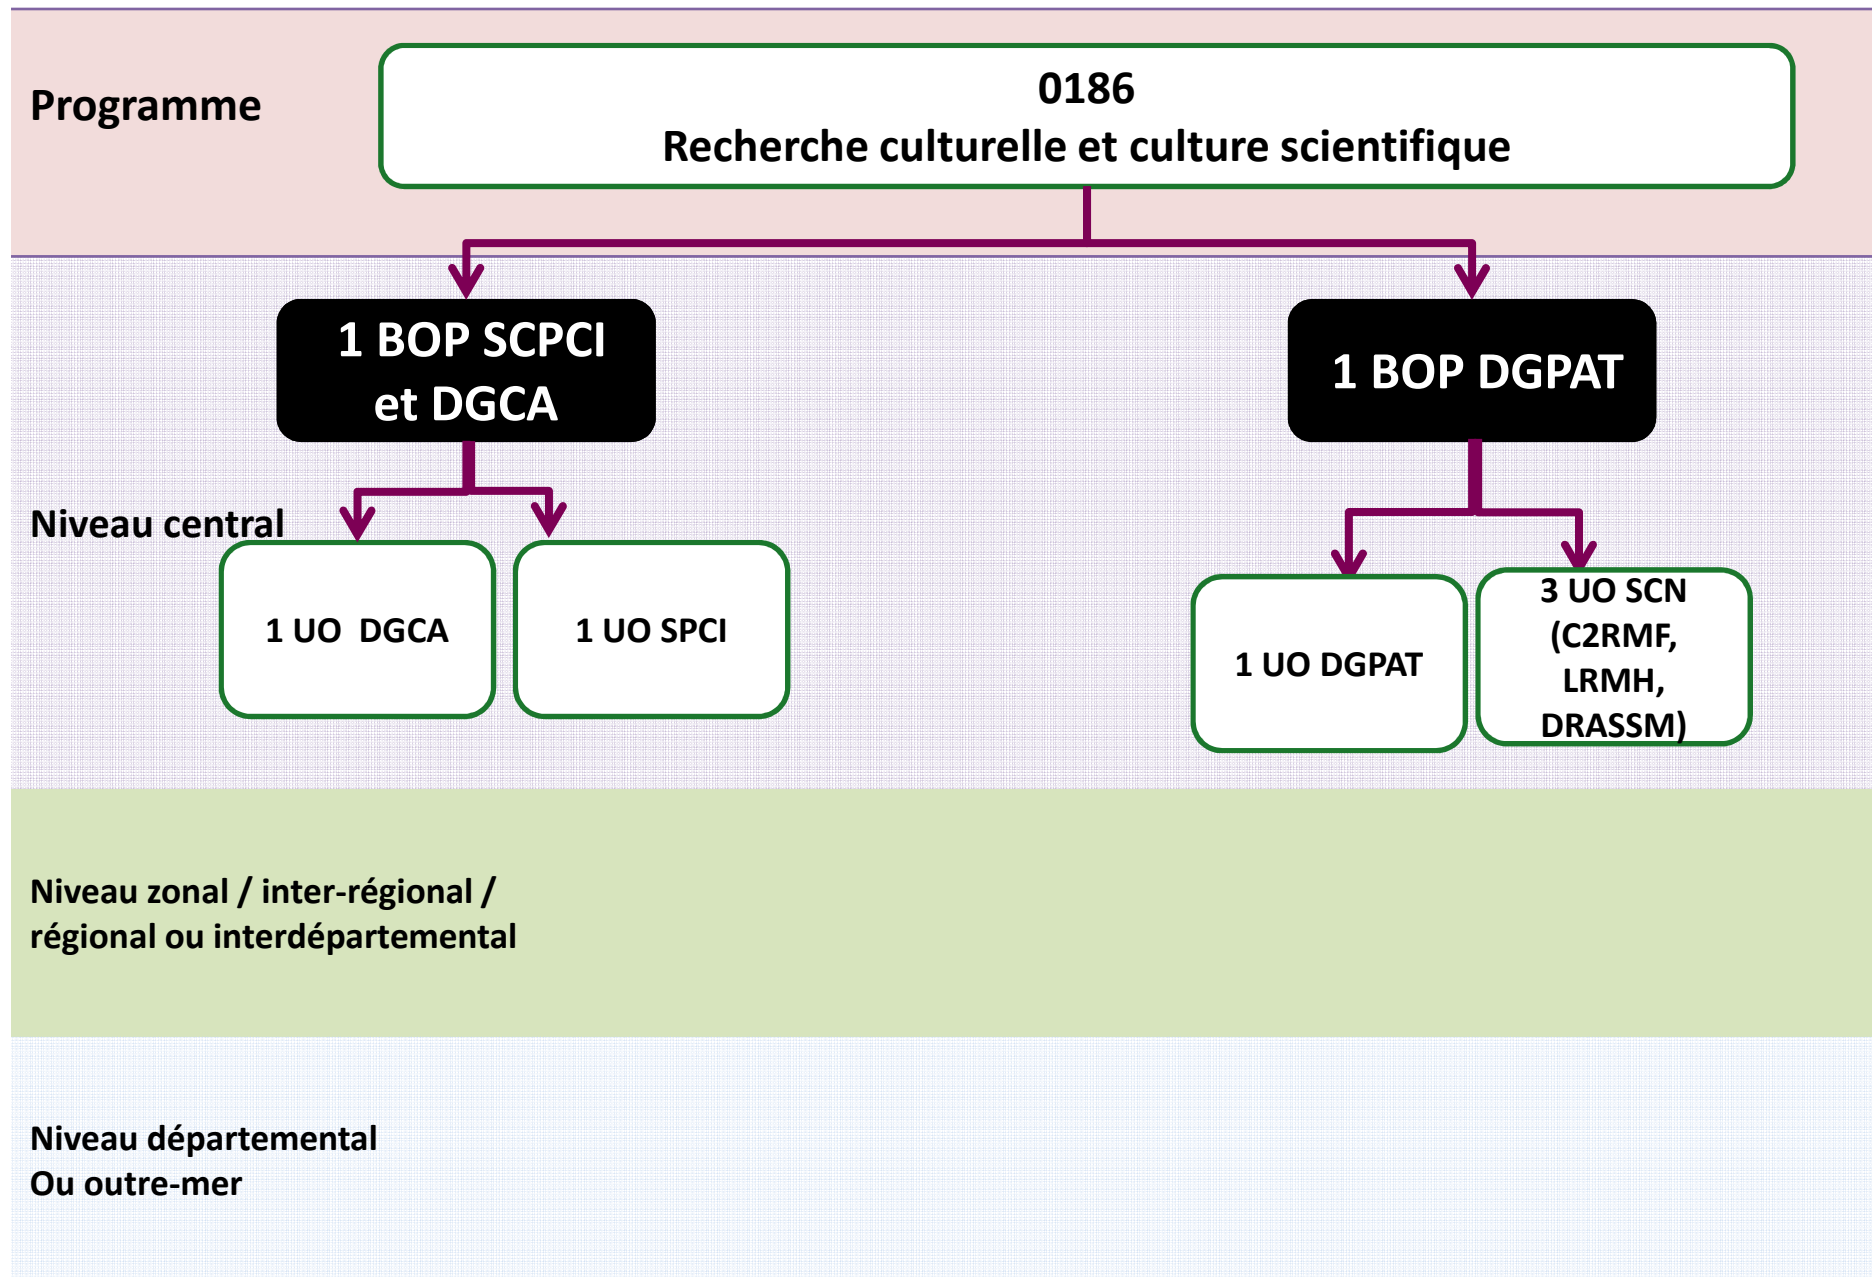 Programme
0186
Recherche culturelle et culture scientifique
1 BOP SCPCI
et DGCA
1 BOP DGPAT
Niveau central
1 UO DGCA
1 UO SPCI
1 UO DGPAT
3 UO SCN
(C2RMF,
LRMH,
DRASSM)
Niveau zonal / inter-régional /
régional ou interdépartemental
Niveau départemental
Ou outre-mer